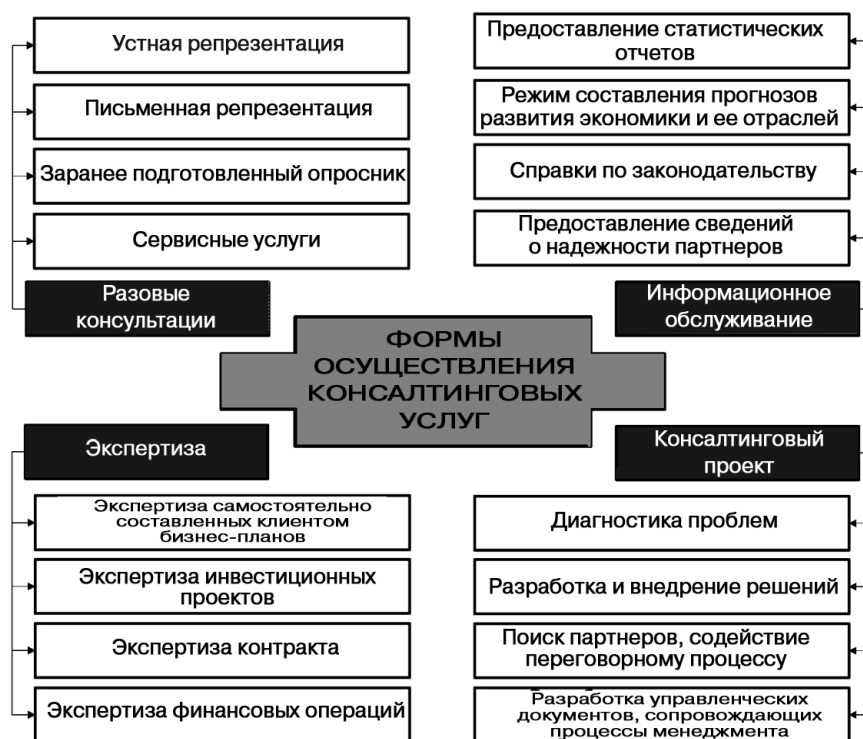 Устная репрезентация
Письменная репрезентация
Заранее подготовленный опросник
Сервисные услуги
Разовые
консультации
Предоставление статистических
отчетов
Режим составления прогнозов
развития экономики и ее отраслей
Справки по законодательству
Предоставление сведений
о надежности партнеров
Информационное
обслуживание
ФОРМЫ
ОСУЩЕСТВЛЕНИЯ
КОНСАЛТИНГОВЫХ
УСЛУГ
Экспертиза
Экспертиза самостоятельно
составленных клиентом
бизнес-планов
Экспертиза инвестиционных
проектов
Экспертиза контракта
Экспертиза финансовых операций
Консалтинговый
проект
Диагностика проблем
Разработка и внедрение решений
Поиск партнеров, содействие
переговорному процессу
Разработка управленческих
документов, сопровождающих
процессы менеджмента